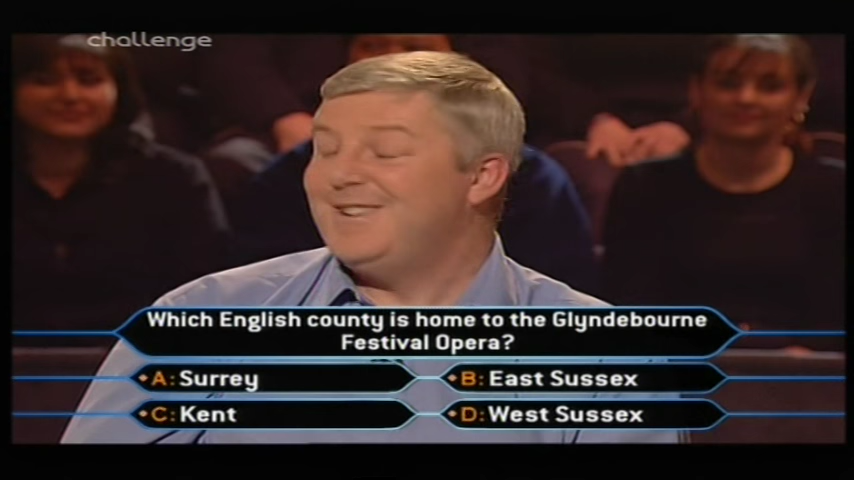 challenge
Which English county is home to the Glyndebourne
Festival Opera?
A: Surrey
B: East Sussex
C: Kent
D: West Sussex